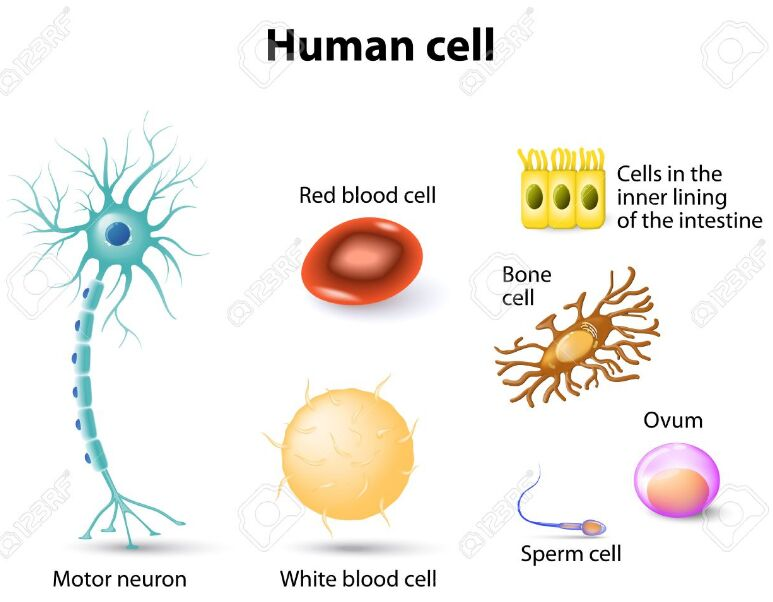 Human cell
Red blood cell
Cells in the
inner lining
of the intestine
Bone
cell
Ovum
Sperm cell
Motor neuron
White blood cell
123RF